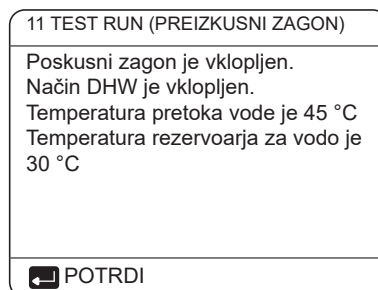 11 TEST RUN (PREIZKUSNI ZAGON)
Poskusni zagon je vklopljen.
Način DHW je vklopljen.
Temperatura pretoka vode je 45 °C
Temperatura rezervoarja za vodo je
30 °C
POTRDI